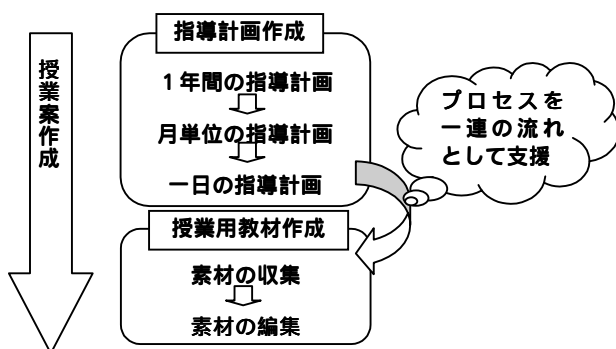 授業案作成
指導計画作成
1年間の指導計画
月単位の指導計画
一日の指導計画
プロセスを
一連の流れ
として支援
授業用教材作成
素材の収集
素材の編集